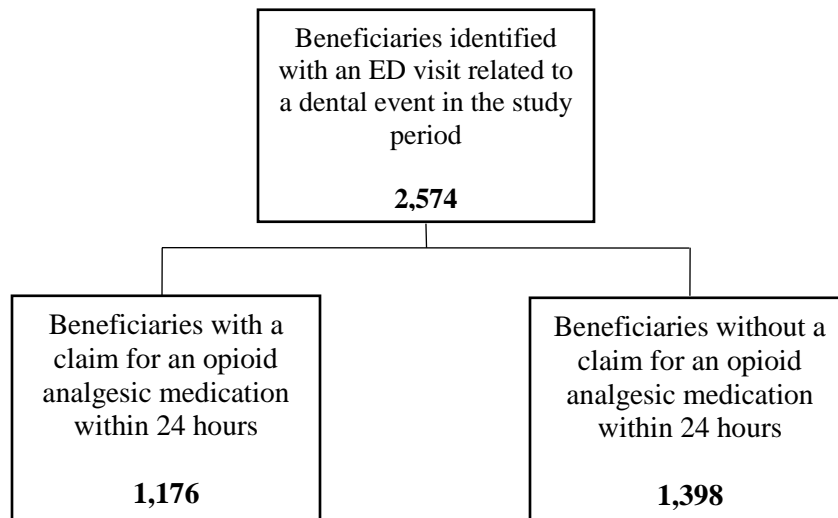 Beneficiaries identified
with an ED visit related to
a dental event in the study
period
2,574
Beneficiaries with a
claim for an opioid
analgesic medication
within 24 hours
1,176
Beneficiaries without a
claim for an opioid
analgesic medication
within 24 hours
1,398